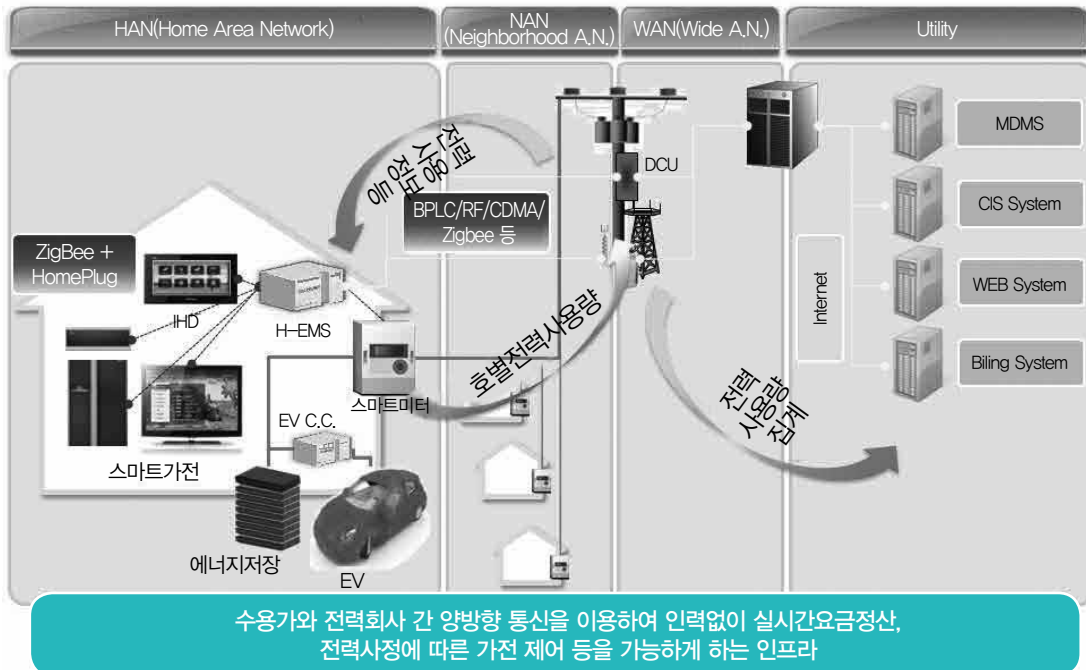 HAN(Home Area Network)
NAN
(Neighborhood A.N.)
WAN(Wide A.N.)
Utility
전력
사용
정보 등
DCU
BPLC/RF/CDMA/
Zigbee 등
ZigBee +
HomePlug
IHD
H-EMS
스마트미터
호별전력사용량
EV C.C.
스마트가전
에너지저장
EV
전력
사용량
집계
Internet
MDMS
CIS System
WEB System
Biling System
수용가와 전력회사 간 양방향 통신을 이용하여 인력없이 실시간요금정산,
전력사정에 따른 가전 제어 등을 가능하게 하는 인프라